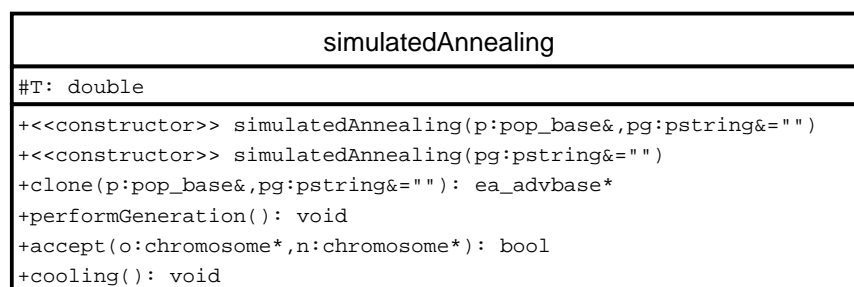 simulatedAnnealing
#T: double
+<<constructor>> simulatedAnnealing(p:pop_base&,pg:pstring&="")
+<<constructor>> simulatedAnnealing(pg:pstring&="")
+clone(p:pop_base&,pg:pstring&=""): ea_advbase*
+performGeneration(): void
+accept(o:chromosome*,n:chromosome*): bool
+cooling(): void